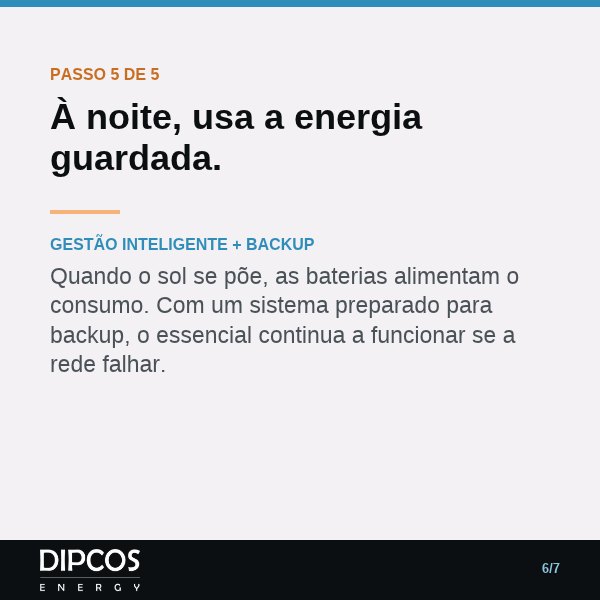 PASSO 5 DE 5
À noite, usa a energia
guardada.
GESTÃO INTELIGENTE + BACKUP
Quando o sol se põe, as baterias alimentam o
consumo. Com um sistema preparado para
backup, o essencial continua a funcionar se a
rede falhar.
DIPCOS
ENERGY
6/7